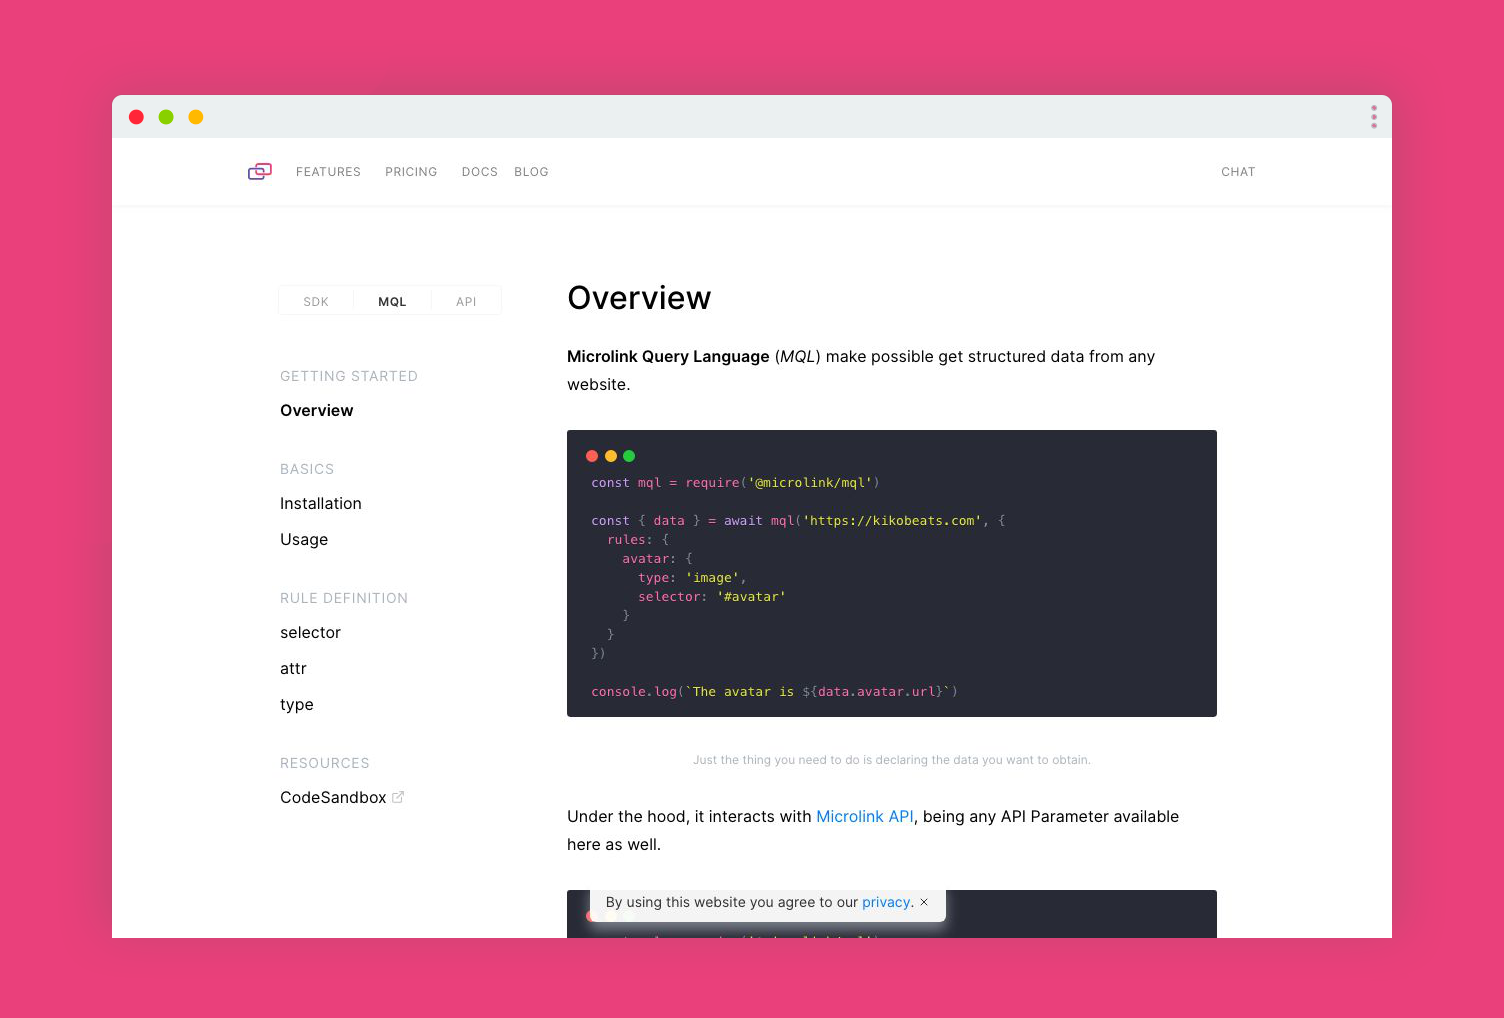 FEATURES PRICING DOCS BLOG CHAT
SDK MQL API
GETTING STARTED
Overview
BASICS
Installation
Usage
RULE DEFINITION
selector
attr
type
RESOURCES
CodeSandbox
Overview
Microlink Query Language (MQL) make possible get structured data from any
website.
const mql = require('@microlink/mql')
const { data } = await mql('https://kikobeats.com', {
  rules: {
    avatar: {
      type: 'image',
      selector: '#avatar'
    }
  }
})
console.log(`The avatar is ${data.avatar.url}`)
Just the thing you need to do is declaring the data you want to obtain.
Under the hood, it interacts with Microlink API, being any API Parameter available
here as well.
By using this website you agree to our privacy. ×